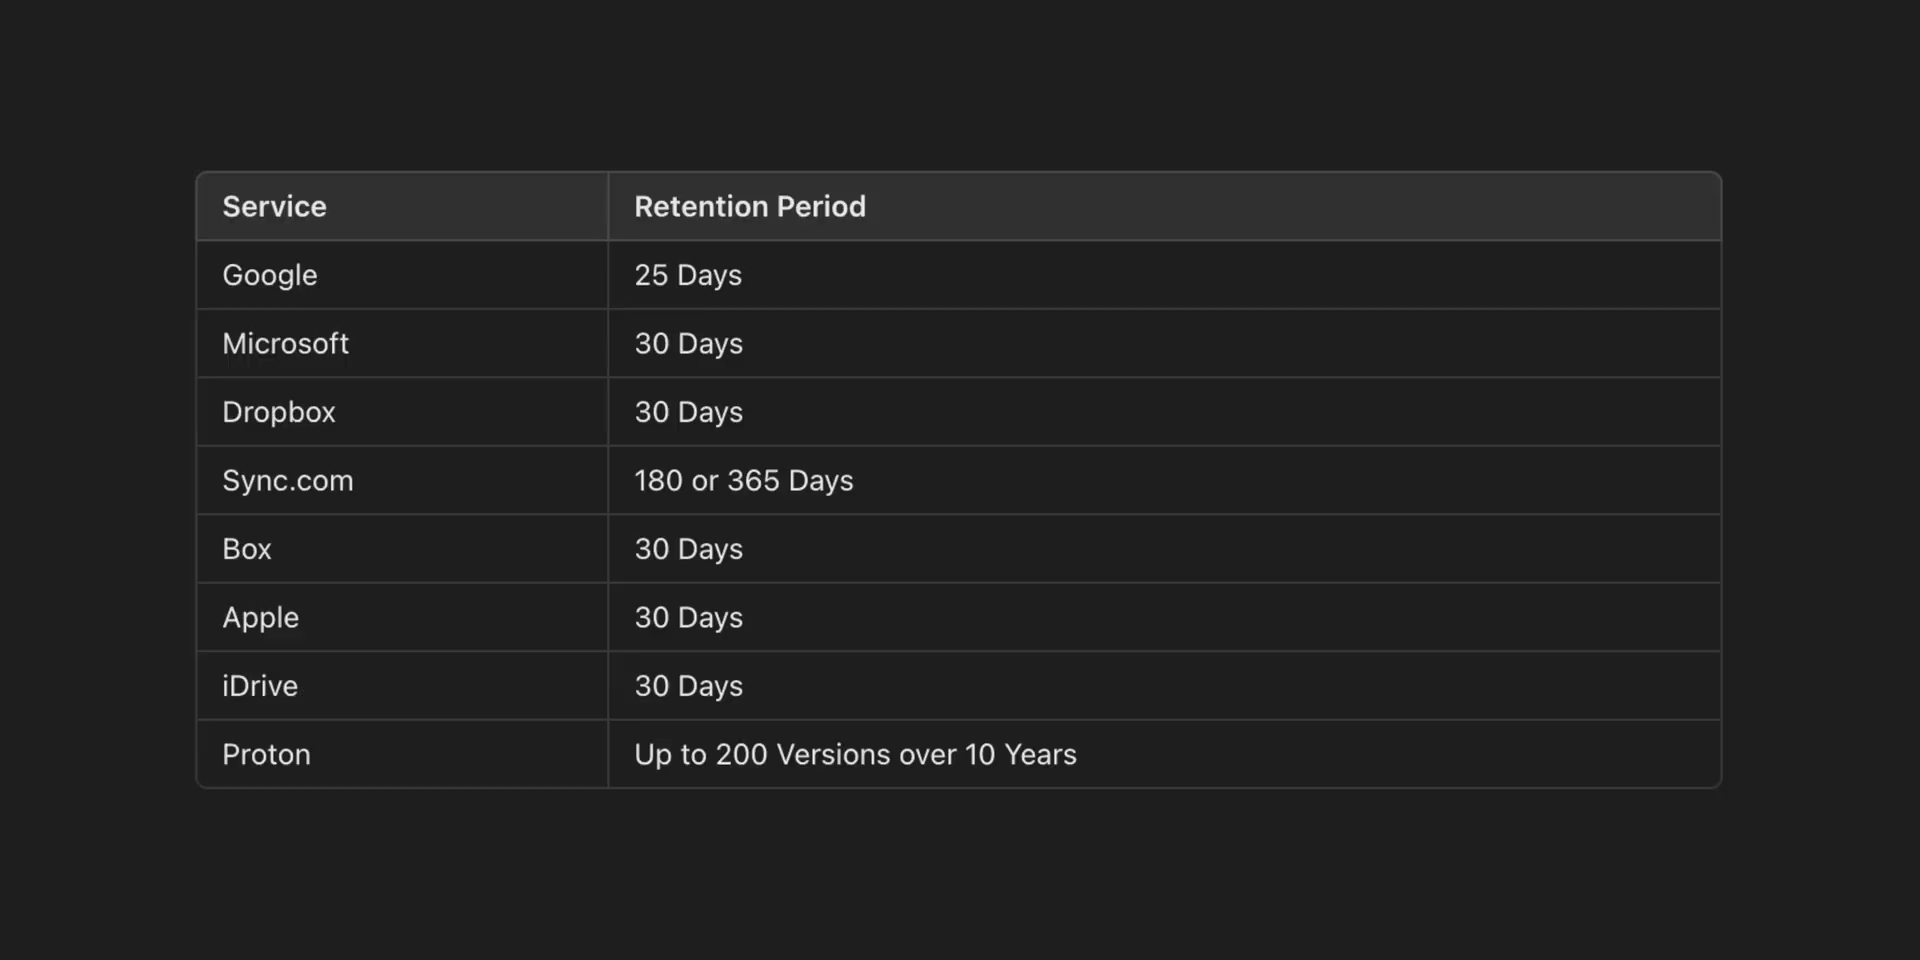 Service Retention Period
Google 25 Days
Microsoft 30 Days
Dropbox 30 Days
Sync.com 180 or 365 Days
Box 30 Days
Apple 30 Days
iDrive 30 Days
Proton Up to 200 Versions over 10 Years